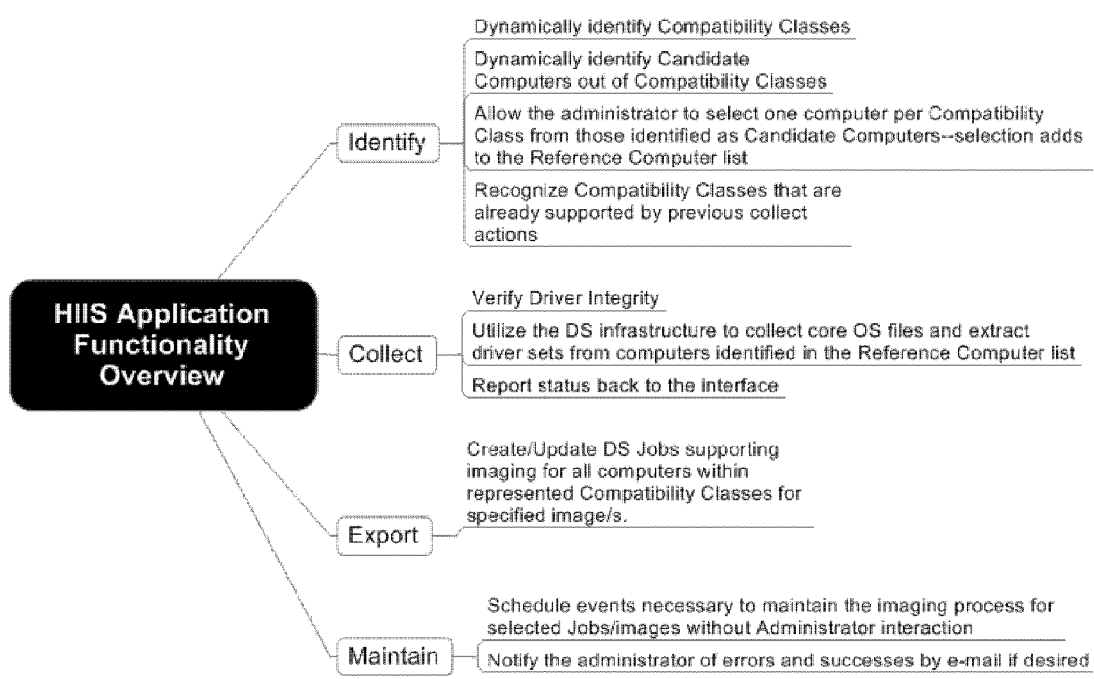 Dynamically identify Compatibility Classes
Dynamically identify Candidate
Computers out of Compatibility Classes
Allow the administrator to select one computer per Compatibility
Class from those identified as Candidate Computers--selection adds
to the Reference Computer list
Identify
Recognize Compatibility Classes that are
already supported by previous collect
actions
HIIS Application
Functionality
Overview
Verify Driver Integrity
Utilize the DS infrastructure to collect core OS files and extract
driver sets from computers identified in the Reference Computer list
Collect
Report status back to the interface
Create/Update DS Jobs supporting
imaging for all computers within
represented Compatibility Classes for
specified image/s.
Export
Schedule events necessary to maintain the imaging process for
selected Jobs/images without Administrator interaction
Maintain
Notify the administrator of errors and successes by e-mail if desired